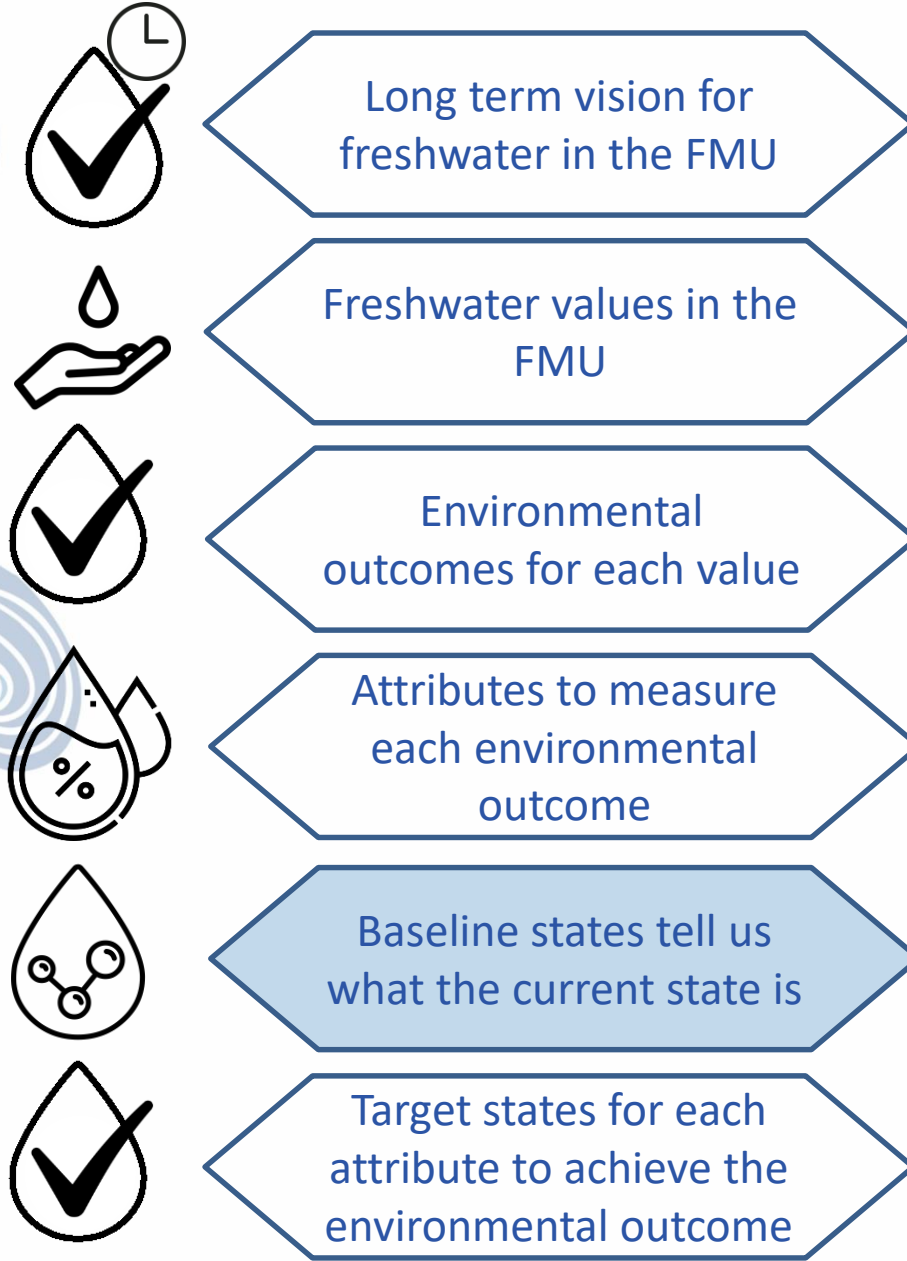 Long term vision for
freshwater in the FMU
Freshwater values in the
FMU
Environmental
outcomes for each value
Attributes to measure
each environmental
outcome
%
Baseline states tell us
what the current state is
Target states for each
attribute to achieve the
environmental outcome